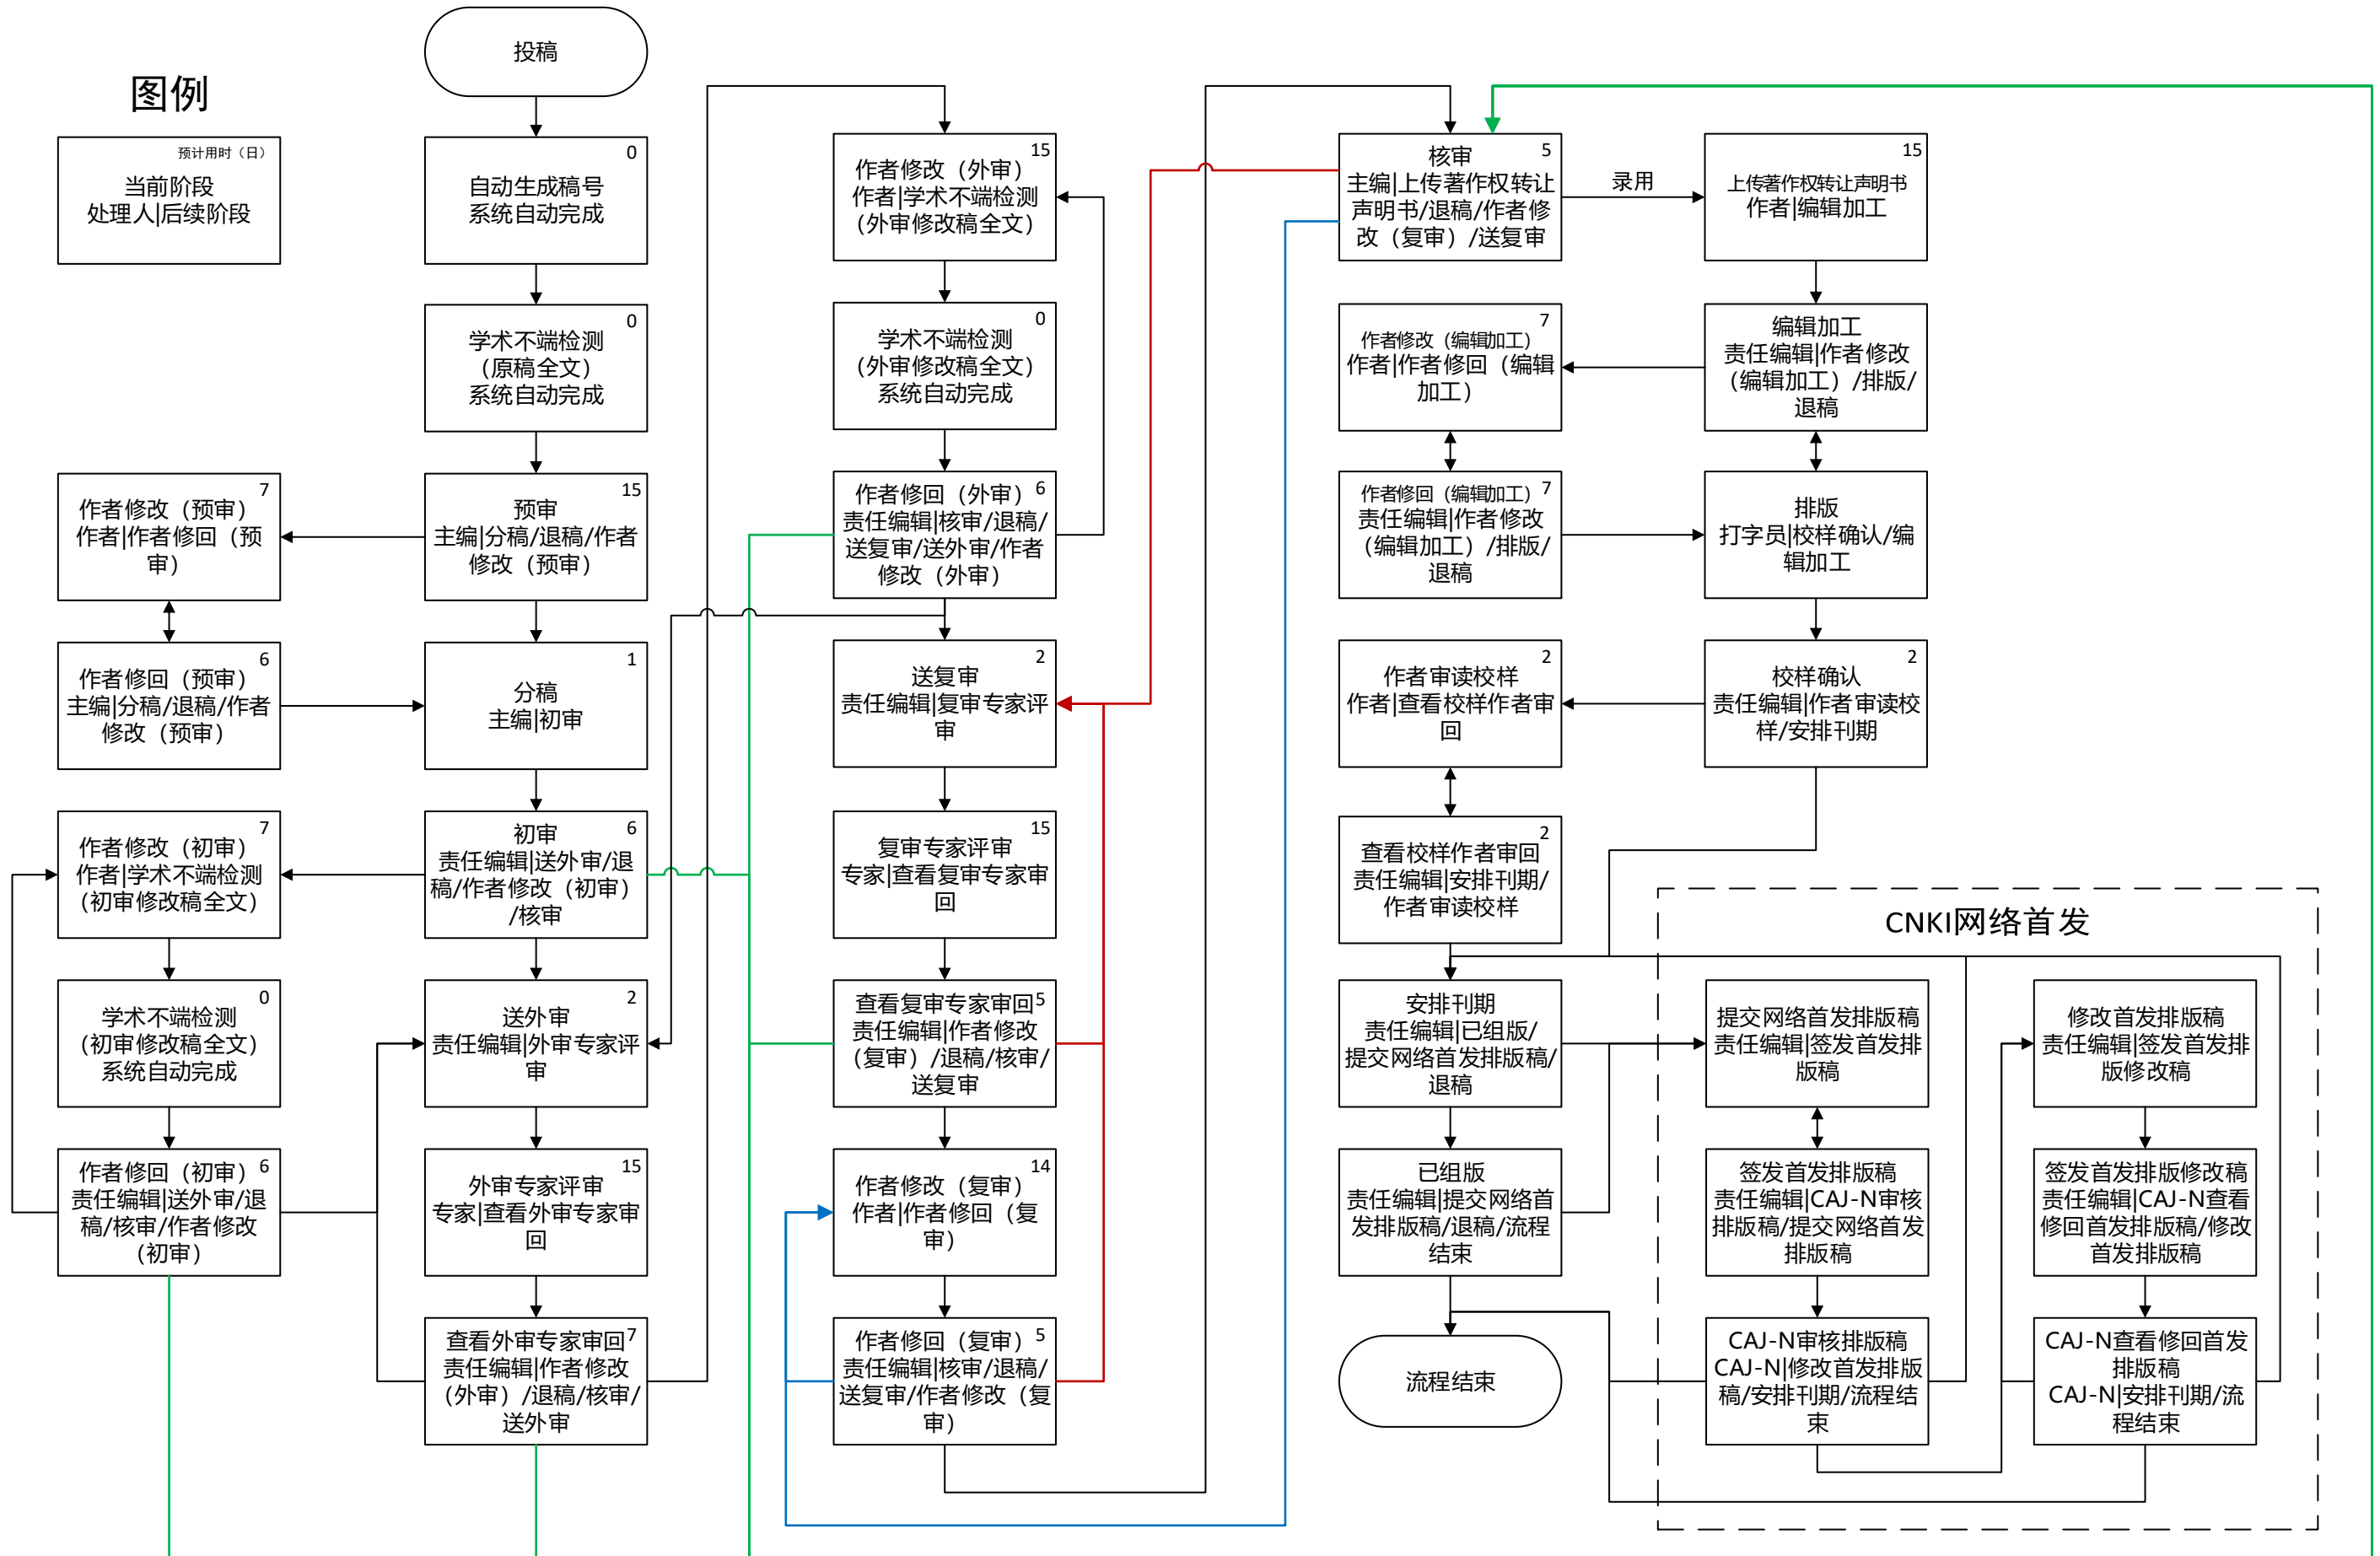 图例
预计用时（日）
当前阶段
处理人|后续阶段
7
作者修改（预审）
作者|作者修回（预
审）
6
作者修回（预审）
主编|分稿/退稿/作者
修改（预审）
7
作者修改（初审）
作者|学术不端检测
（初审修改稿全文）
0
学术不端检测
（初审修改稿全文）
系统自动完成
6
作者修回（初审）
责任编辑|送外审/退
稿/核审/作者修改
（初审）
投稿
0
自动生成稿号
系统自动完成
0
学术不端检测
（原稿全文）
系统自动完成
15
预审
主编|分稿/退稿/作者
修改（预审）
1
分稿
主编|初审
6
初审
责任编辑|送外审/退
稿/作者修改（初审）
/核审
2
送外审
责任编辑|外审专家评
审
15
外审专家评审
专家|查看外审专家审
回
7
查看外审专家审回
责任编辑|作者修改
（外审）/退稿/核审/
送外审
15
作者修改（外审）
作者|学术不端检测
（外审修改稿全文）
0
学术不端检测
（外审修改稿全文）
系统自动完成
6
作者修回（外审）
责任编辑|核审/退稿/
送复审/送外审/作者
修改（外审）
2
送复审
责任编辑|复审专家评
审
15
复审专家评审
专家|查看复审专家审
回
5
查看复审专家审回
责任编辑|作者修改
（复审）/退稿/核审/
送复审
14
作者修改（复审）
作者|作者修回（复
审）
5
作者修回（复审）
责任编辑|核审/退稿/
送复审/作者修改（复
审）
5
核审
主编|上传著作权转让
声明书/退稿/作者修
改（复审）/送复审
录用
7
作者修改（编辑加工）
作者|作者修回（编辑
加工）
7
作者修回（编辑加工）
责任编辑|作者修改
（编辑加工）/排版/
退稿
2
作者审读校样
作者|查看校样作者审
回
2
查看校样作者审回
责任编辑|安排刊期/
作者审读校样
安排刊期
责任编辑|已组版/
提交网络首发排版稿/
退稿
已组版
责任编辑|提交网络首
发排版稿/退稿/流程
结束
流程结束
15
上传著作权转让声明书
作者|编辑加工
编辑加工
责任编辑|作者修改
（编辑加工）/排版/
退稿
排版
打字员|校样确认/编
辑加工
2
校样确认
责任编辑|作者审读校
样/安排刊期
CNKI网络首发
提交网络首发排版稿
责任编辑|签发首发排
版稿
签发首发排版稿
责任编辑|CAJ-N审核
排版稿/提交网络首发
排版稿
CAJ-N审核排版稿
CAJ-N|修改首发排版
稿/安排刊期/流程结
束
修改首发排版稿
责任编辑|签发首发排
版修改稿
签发首发排版修改稿
责任编辑|CAJ-N查看
修回首发排版稿/修改
首发排版稿
CAJ-N查看修回首发
排版稿
CAJ-N|安排刊期/流
程结束